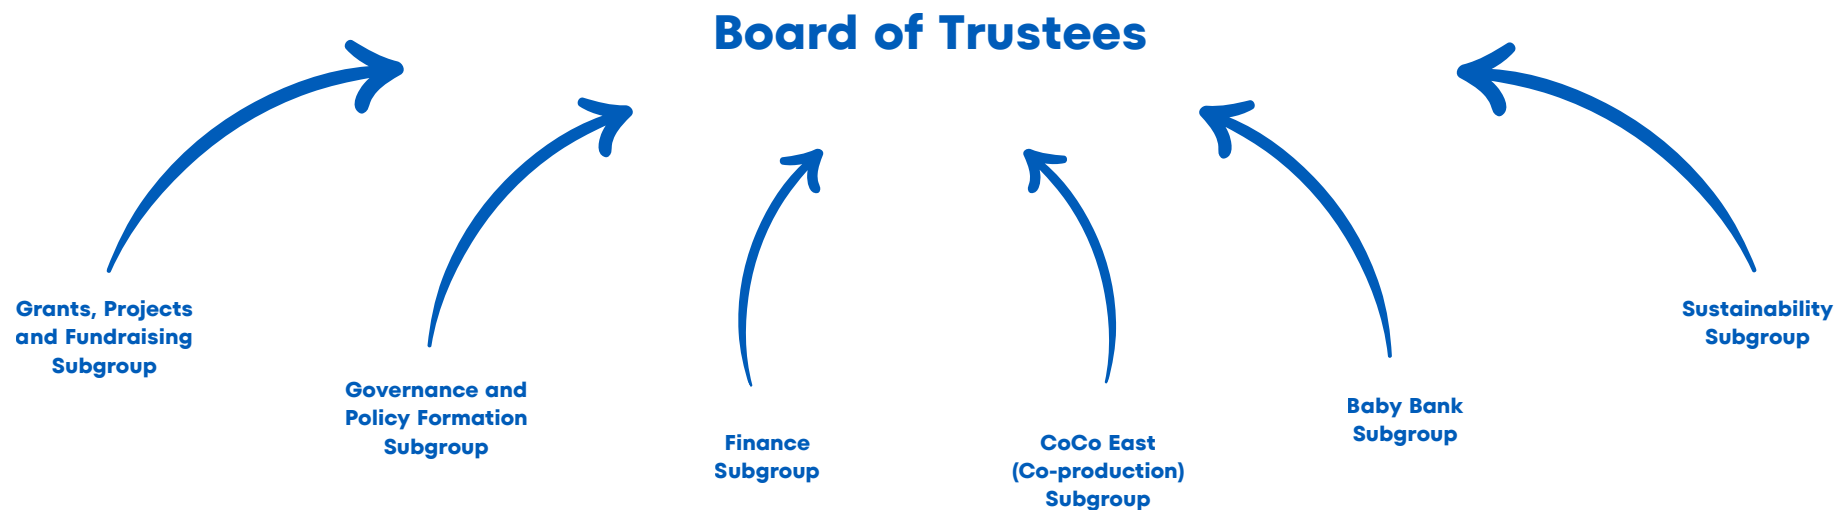 Board of Trustees
Grants, Projects
and Fundraising
Subgroup
Governance and
Policy Formation
Subgroup
Finance
Subgroup
CoCo East
(Co-production)
Subgroup
Baby Bank
Subgroup
Sustainability
Subgroup